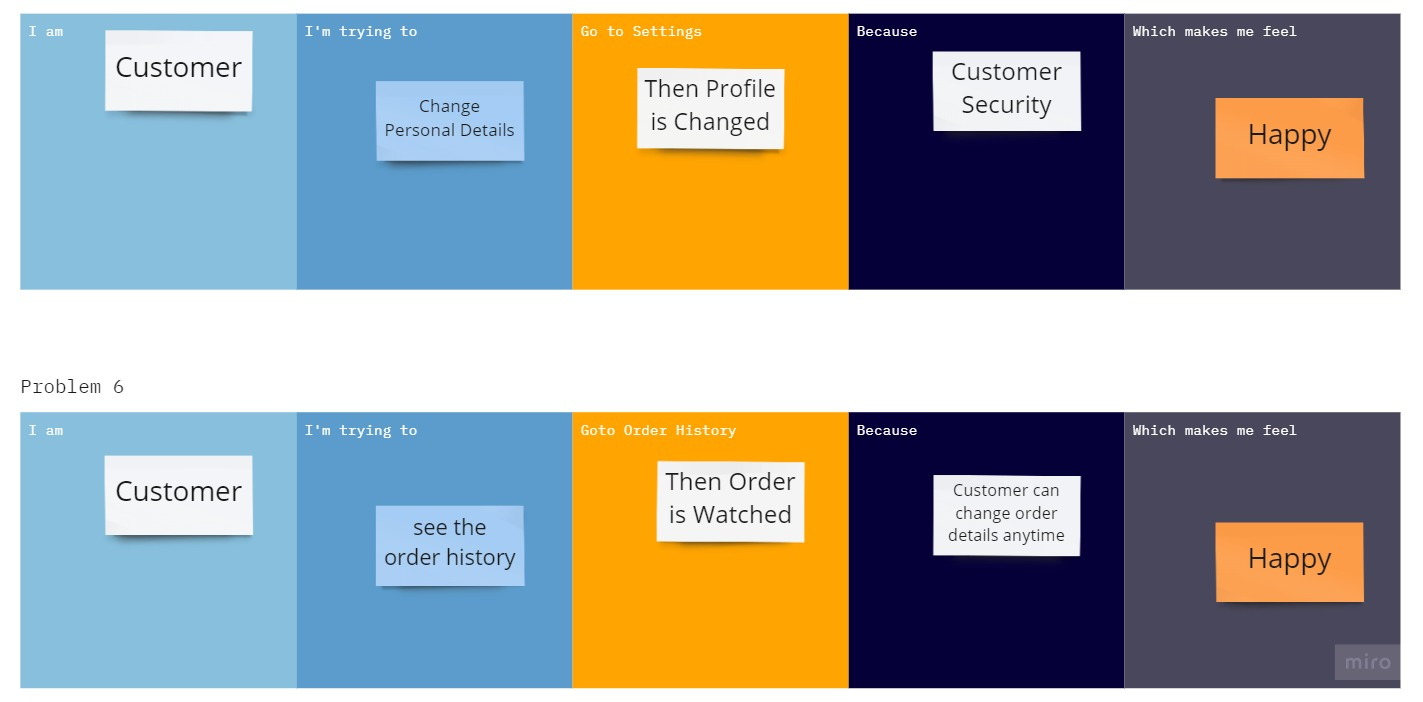 I am
Customer
I'm trying to
Change
Personal Details
Go to Settings
Then Profile
is Changed
Because
Customer
Security
Which makes me feel
Happy
Problem 6
I am
Customer
I'm trying to
see the
order history
Goto Order History
Then Order
is Watched
Because
Customer can
change order
details anytime
Which makes me feel
Happy
miro